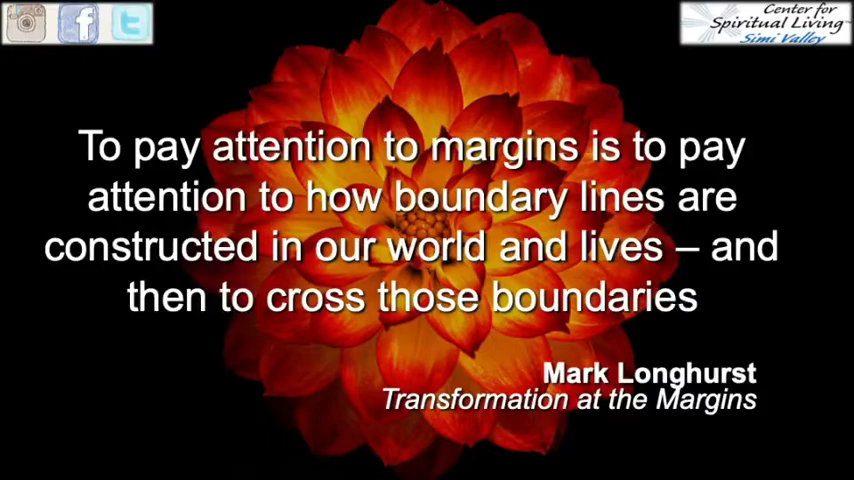 Center for
Spiritual Living
Simi Valley
To pay attention to margins is to pay
attention to how boundary lines are
constructed in our world and lives – and
then to cross those boundaries
Mark Longhurst
Transformation at the Margins